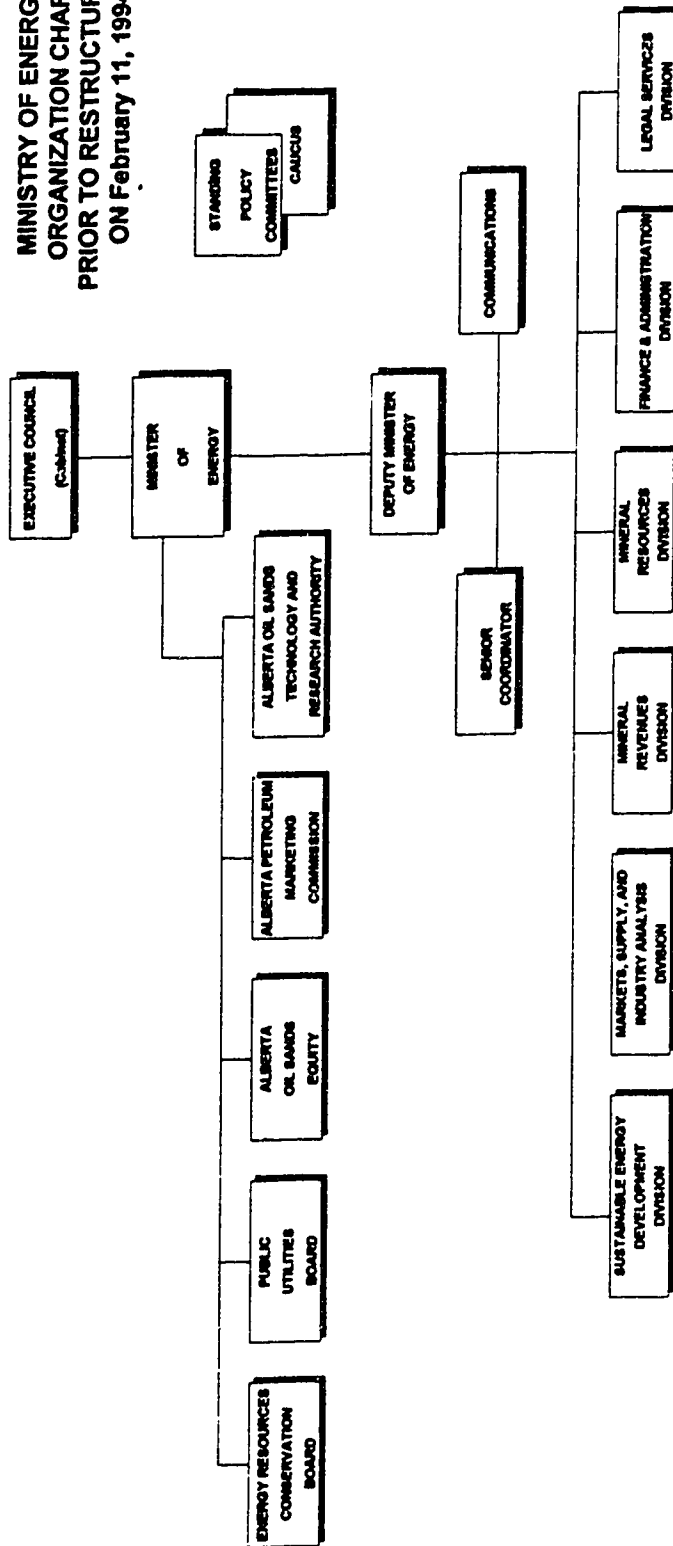 MINISTRY OF ENERG
ORGANIZATION CHAR
PRIOR TO RESTRUCTUR
ON February 11, 1994
EXECUTIVE COUNCIL
(Cabinet)
STANDING
POLICY
COMMITTEES
CAUCUS
MINISTER
OF
ENERGY
ENERGY RESOURCES
CONSERVATION
BOARD
PUBLIC
UTILITIES
BOARD
ALBERTA
OIL SANDS
EQUITY
ALBERTA PETROLEUM
MARKETING
COMMISSION
ALBERTA OIL SANDS
TECHNOLOGY AND
RESEARCH AUTHORITY
DEPUTY MINISTER
OF ENERGY
SENIOR
COORDINATOR
COMMUNICATIONS
SUSTAINABLE ENERGY
DEVELOPMENT
DIVISION
MARKETS, SUPPLY, AND
INDUSTRY ANALYSIS
DIVISION
MINERAL
REVENUES
DIVISION
MINERAL
RESOURCES
DIVISION
FINANCE & ADMINISTRATION
DIVISION
LEGAL SERVICES
DIVISION